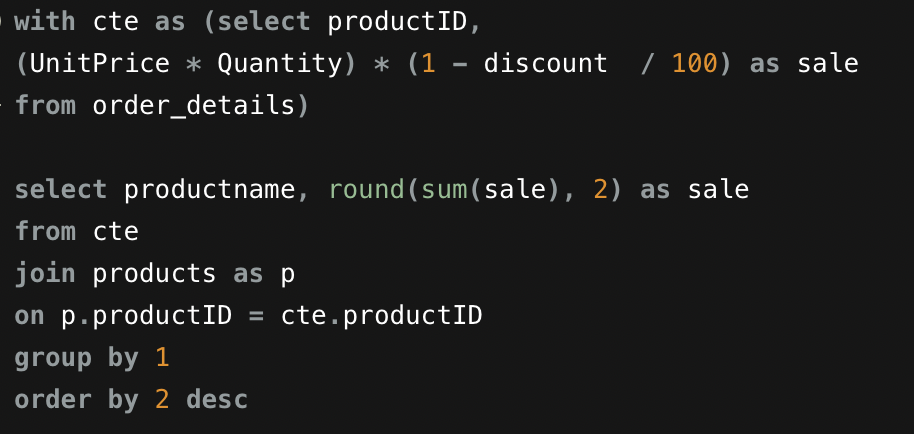 with cte as (select productID,
(UnitPrice * Quantity) * (1 - discount  / 100) as sale
from order_details)
select productname, round(sum(sale), 2) as sale
from cte
join products as p
on p.productID = cte.productID
group by 1
order by 2 desc